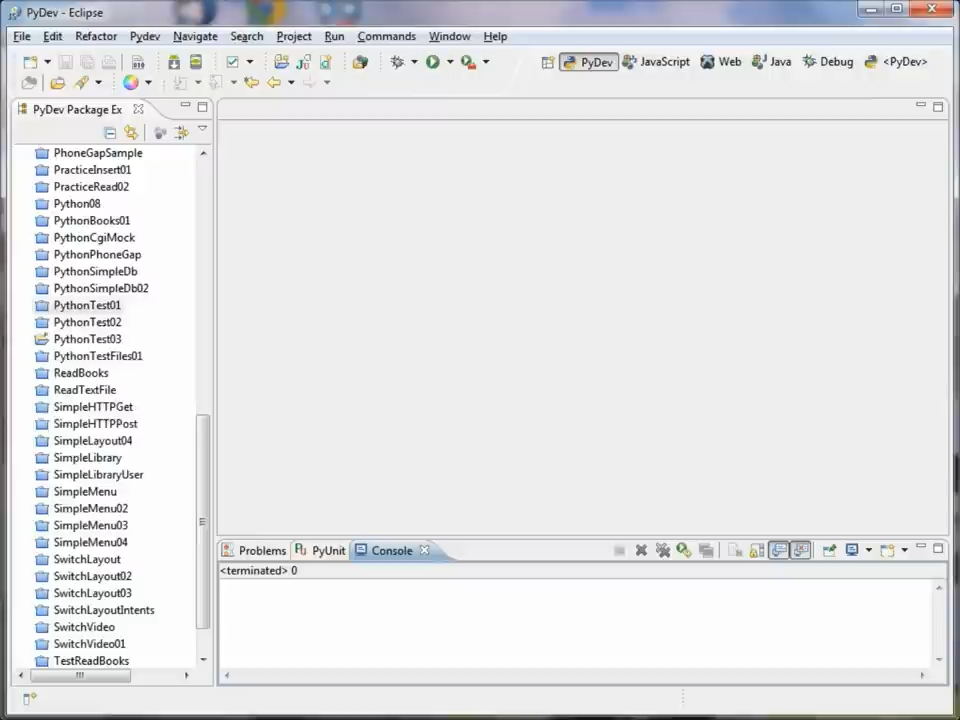 PyDev - Eclipse
File Edit Refactor Pydev Navigate Search Project Run Commands Window Help
PyDev JavaScript Web Java Debug <PyDev>
PyDev Package Ex
PhoneGapSample
PracticeInsert01
PracticeRead02
Python08
PythonBooks01
PythonCgiMock
PythonPhoneGap
PythonSimpleDb
PythonSimpleDb02
PythonTest01
PythonTest02
PythonTest03
PythonTestFiles01
ReadBooks
ReadTextFile
SimpleHTTPGet
SimpleHTTPPost
SimpleLayout04
SimpleLibrary
SimpleLibraryUser
SimpleMenu
SimpleMenu02
SimpleMenu03
SimpleMenu04
SwitchLayout
SwitchLayout02
SwitchLayout03
SwitchLayoutIntents
SwitchVideo
SwitchVideo01
TestReadBooks
Problems PyUnit Console
<terminated> 0